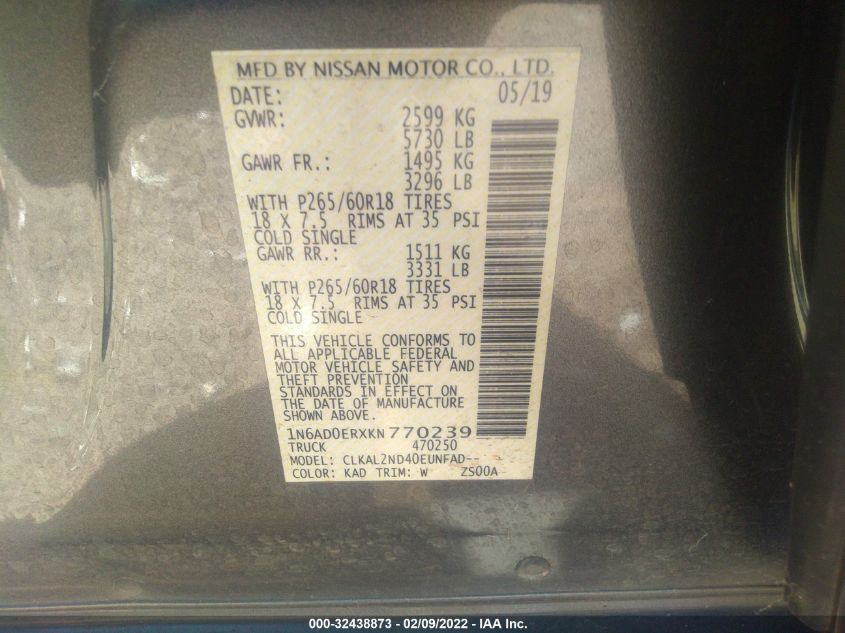 MFD BY NISSAN MOTOR CO., LTD.
DATE: 05/19
GVWR: 2599 KG
5730 LB
GAWR FR.: 1495 KG
3296 LB
WITH P265/60R18 TIRES
18 X 7.5 RIMS AT 35 PSI
COLD SINGLE
GAWR RR.: 1511 KG
3331 LB
WITH P265/60R18 TIRES
18 X 7.5 RIMS AT 35 PSI
COLD SINGLE
THIS VEHICLE CONFORMS TO
ALL APPLICABLE FEDERAL
MOTOR VEHICLE SAFETY AND
THEFT PREVENTION
STANDARDS IN EFFECT ON
THE DATE OF MANUFACTURE
SHOWN ABOVE.
1N6AD0ERXKN770239
TRUCK 470250
MODEL: CLKAL2ND40EUNFAD--
COLOR: KAD TRIM: W ZS00A
000-32438873 - 02/09/2022 - IAA Inc.